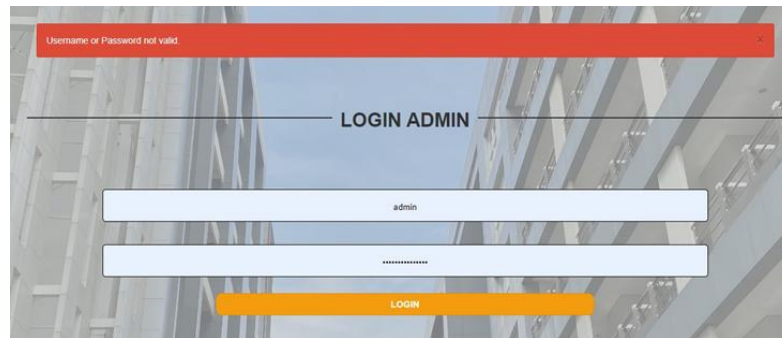 Username or Password not valid.
×
LOGIN ADMIN
admin
•••••••••••••••
LOGIN